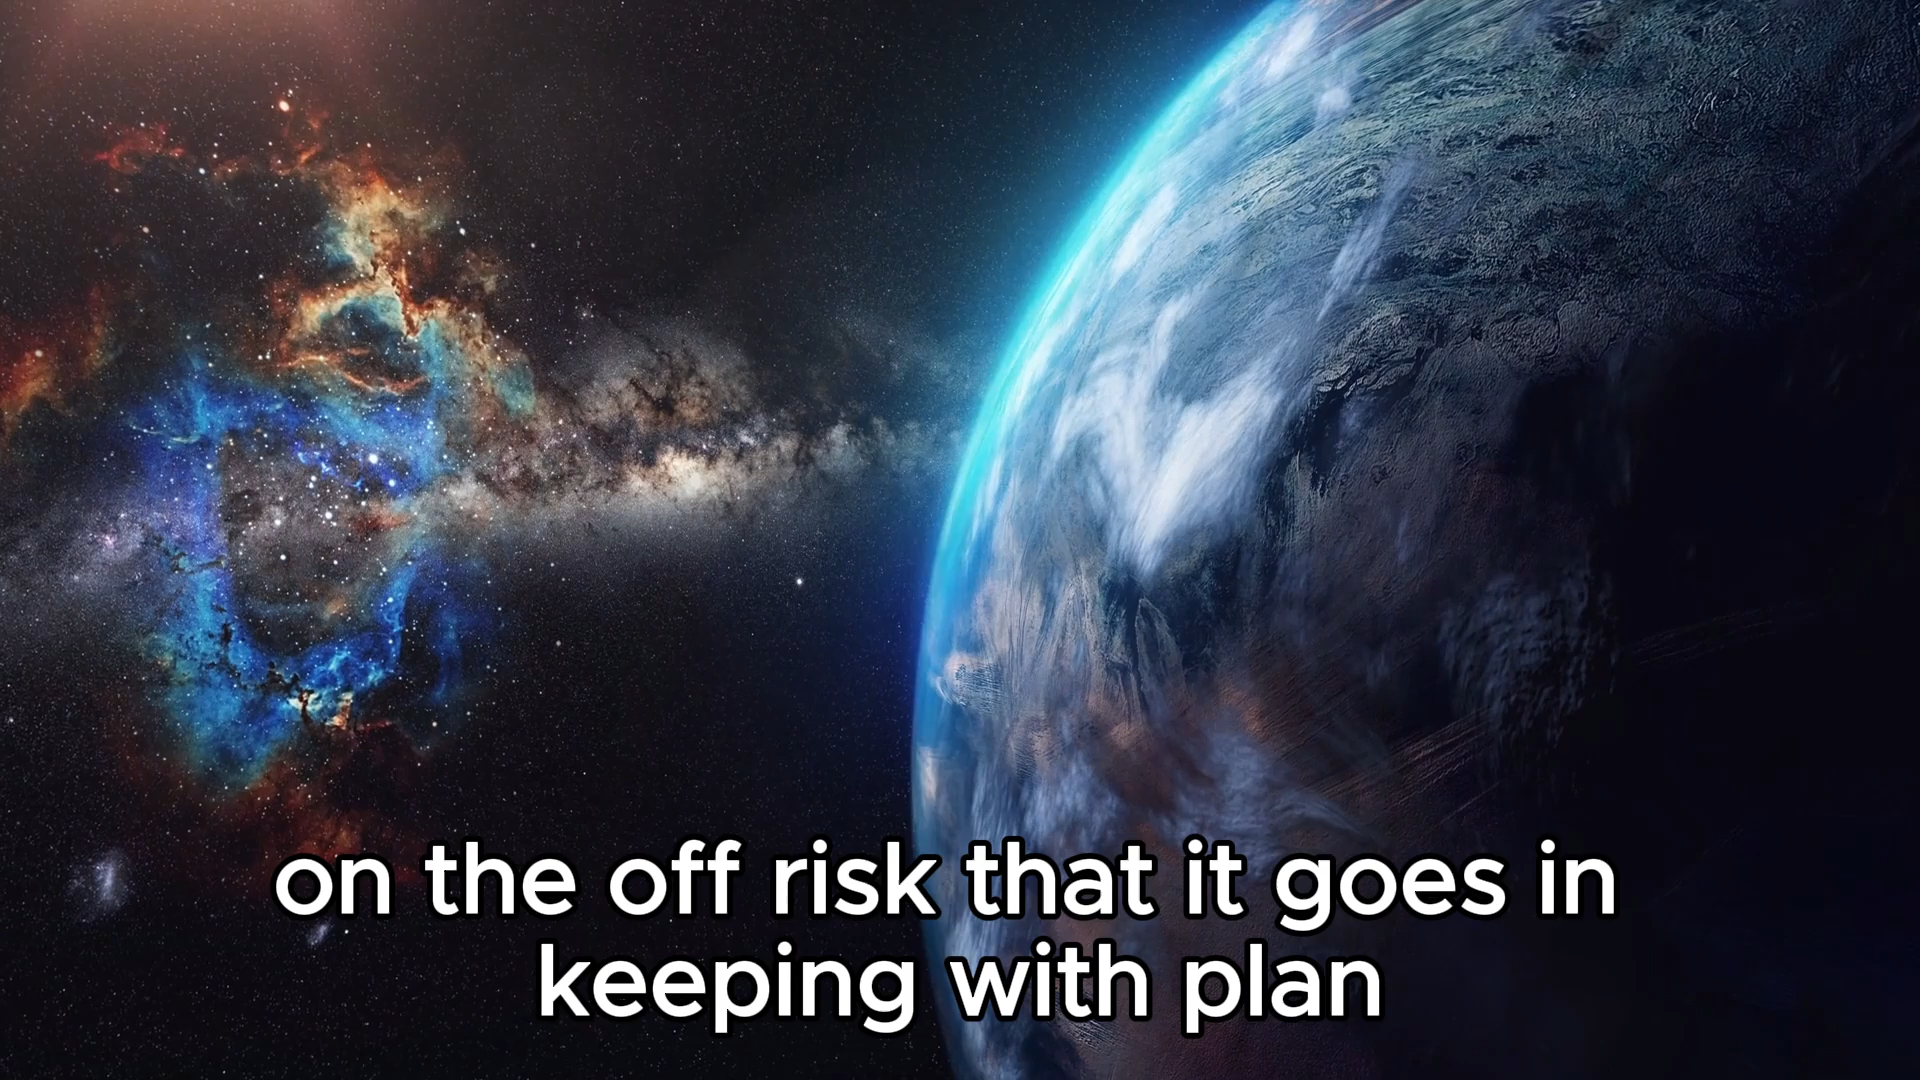 on the off risk that it goes in
keeping with plan